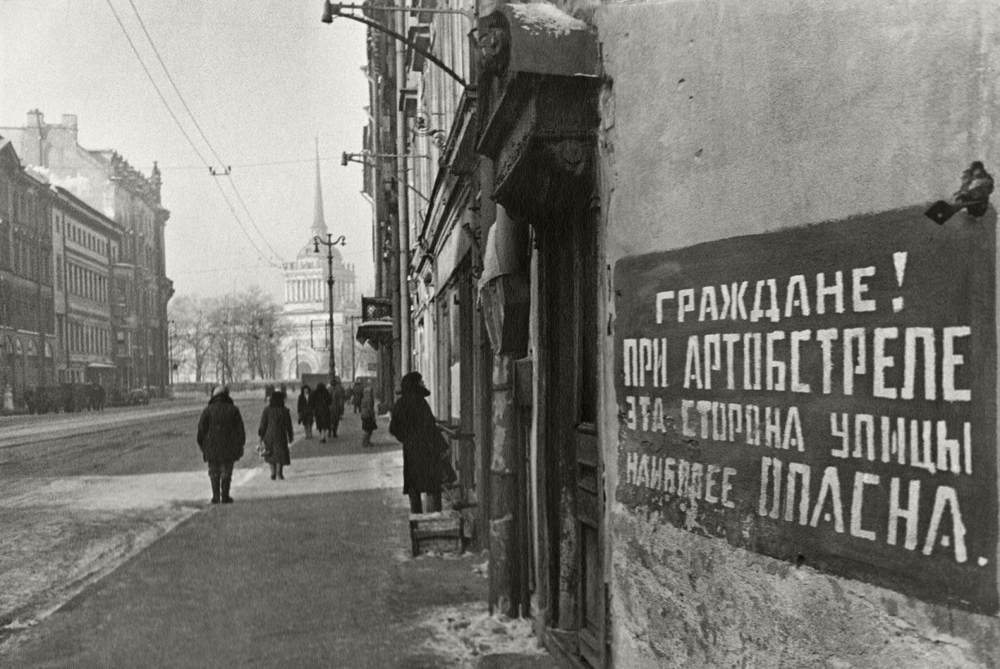 ГРАЖДАНЕ!
ПРИ АРТОБСТРЕЛЕ
ЭТА СТОРОНА УЛИЦЫ
НАИБОЛЕЕ ОПАСНА.